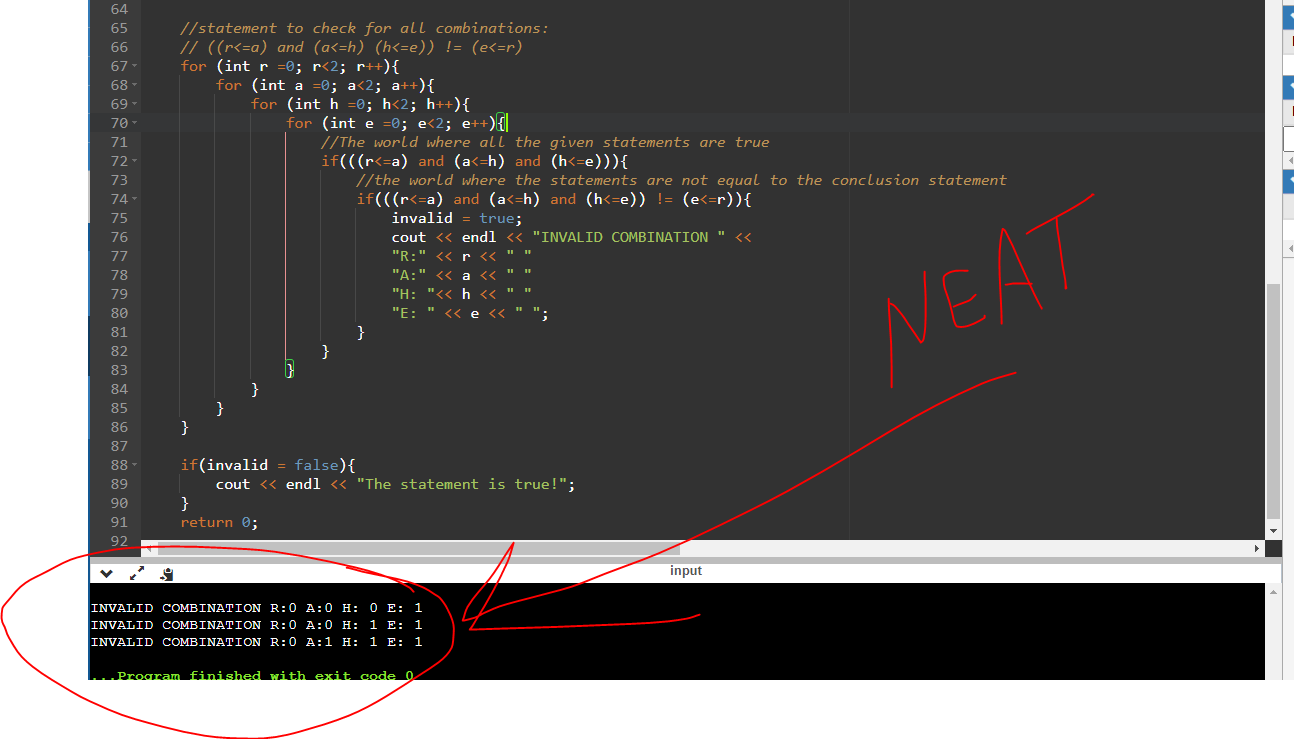 64
65 //statement to check for all combinations:
66 // ((r<=a) and (a<=h) (h<=e)) != (e<=r)
67 for (int r =0; r<2; r++){
68 for (int a =0; a<2; a++){
69 for (int h =0; h<2; h++){
70 for (int e =0; e<2; e++){
71 //The world where all the given statements are true
72 if(((r<=a) and (a<=h) and (h<=e))){
73 //the world where the statements are not equal to the conclusion statement
74 if(((r<=a) and (a<=h) and (h<=e)) != (e<=r)){
75 invalid = true;
76 cout << endl << "INVALID COMBINATION " <<
77 "R:" << r << " "
78 "A:" << a << " "
79 "H: "<< h << " "
80 "E: " << e << " ";
81 }
82 }
83 }
84 }
85 }
86 }
87
88 if(invalid = false){
89 cout << endl << "The statement is true!";
90 }
91 return 0;
92
NEAT
input
INVALID COMBINATION R:0 A:0 H: 0 E: 1
INVALID COMBINATION R:0 A:0 H: 1 E: 1
INVALID COMBINATION R:0 A:1 H: 1 E: 1
...Program finished with exit code 0